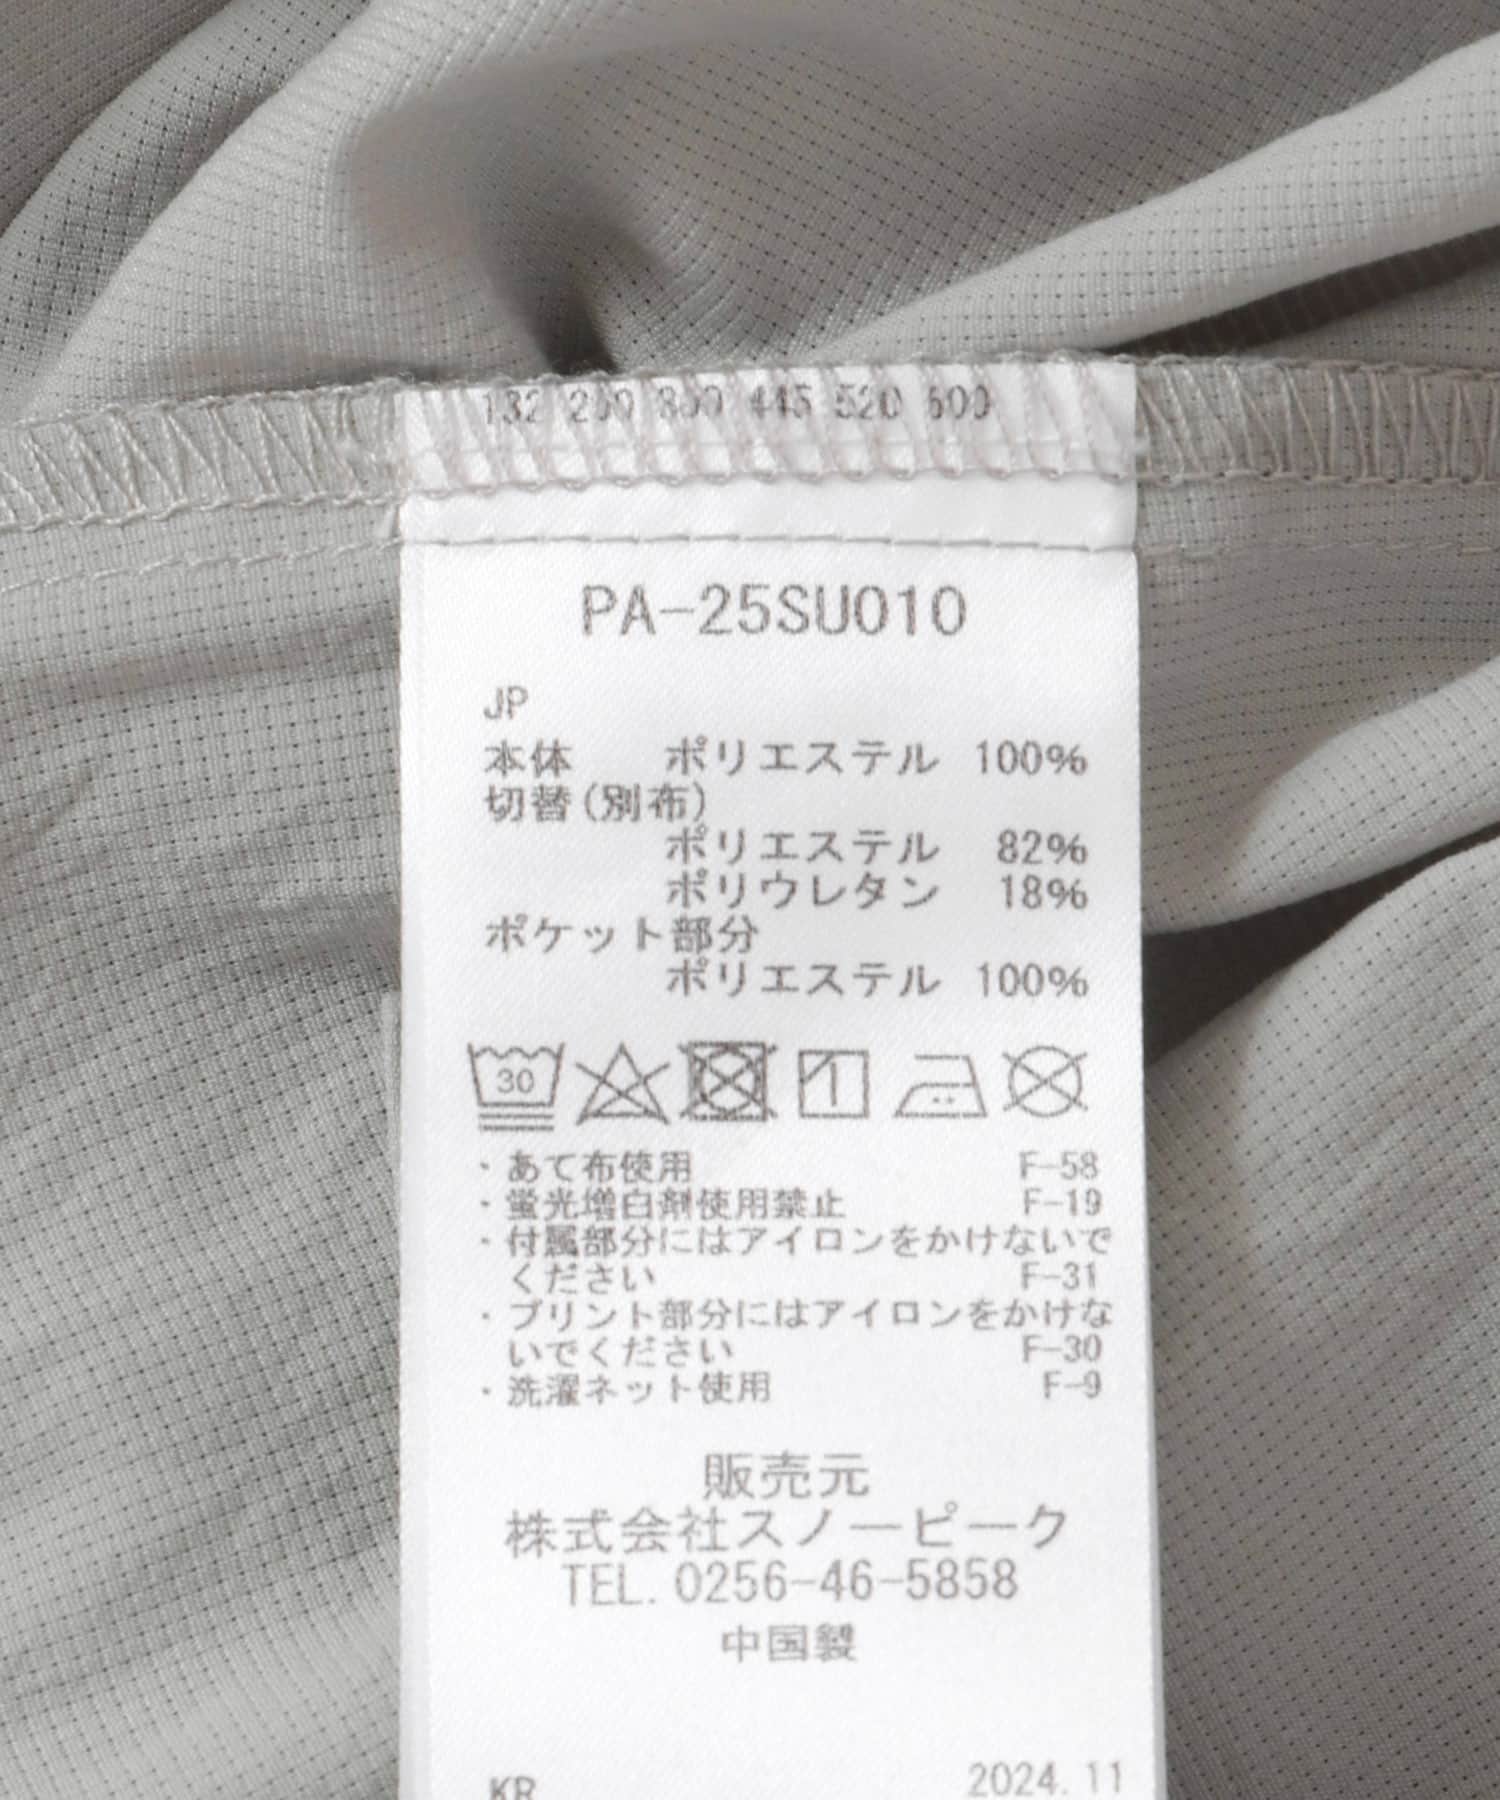 132 200 300 445 520 600
PA-25SU010
JP
本体 ポリエステル 100%
切替(別布)
ポリエステル 82%
ポリウレタン 18%
ポケット部分
ポリエステル 100%
30
・あて布使用 F-58
・蛍光増白剤使用禁止 F-19
・付属部分にはアイロンをかけないで
ください F-31
・プリント部分にはアイロンをかけな
いでください F-30
・洗濯ネット使用 F-9
販売元
株式会社スノーピーク
TEL.0256-46-5858
中国製
KR 2024.11